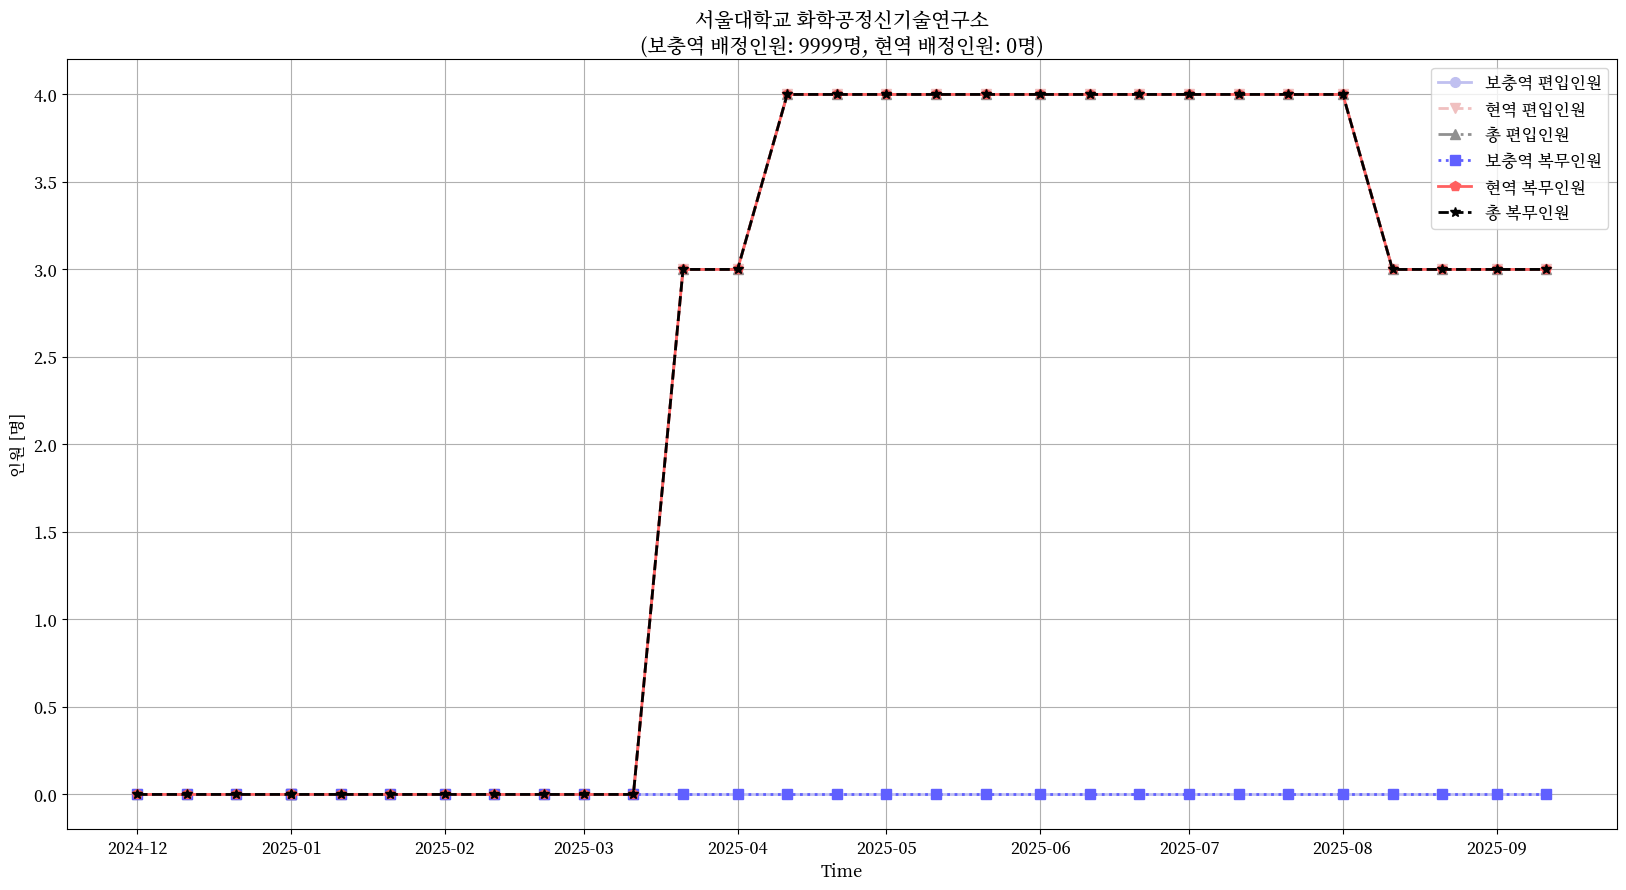 서울대학교 화학공정신기술연구소
(보충역 배정인원: 9999명, 현역 배정인원: 0명)
4.0
3.5
3.0
2.5
2.0
1.5
1.0
0.5
0.0
인원 [명]
보충역 편입인원
현역 편입인원
총 편입인원
보충역 복무인원
현역 복무인원
총 복무인원
2024-12
2025-01
2025-02
2025-03
2025-04
2025-05
2025-06
2025-07
2025-08
2025-09
Time